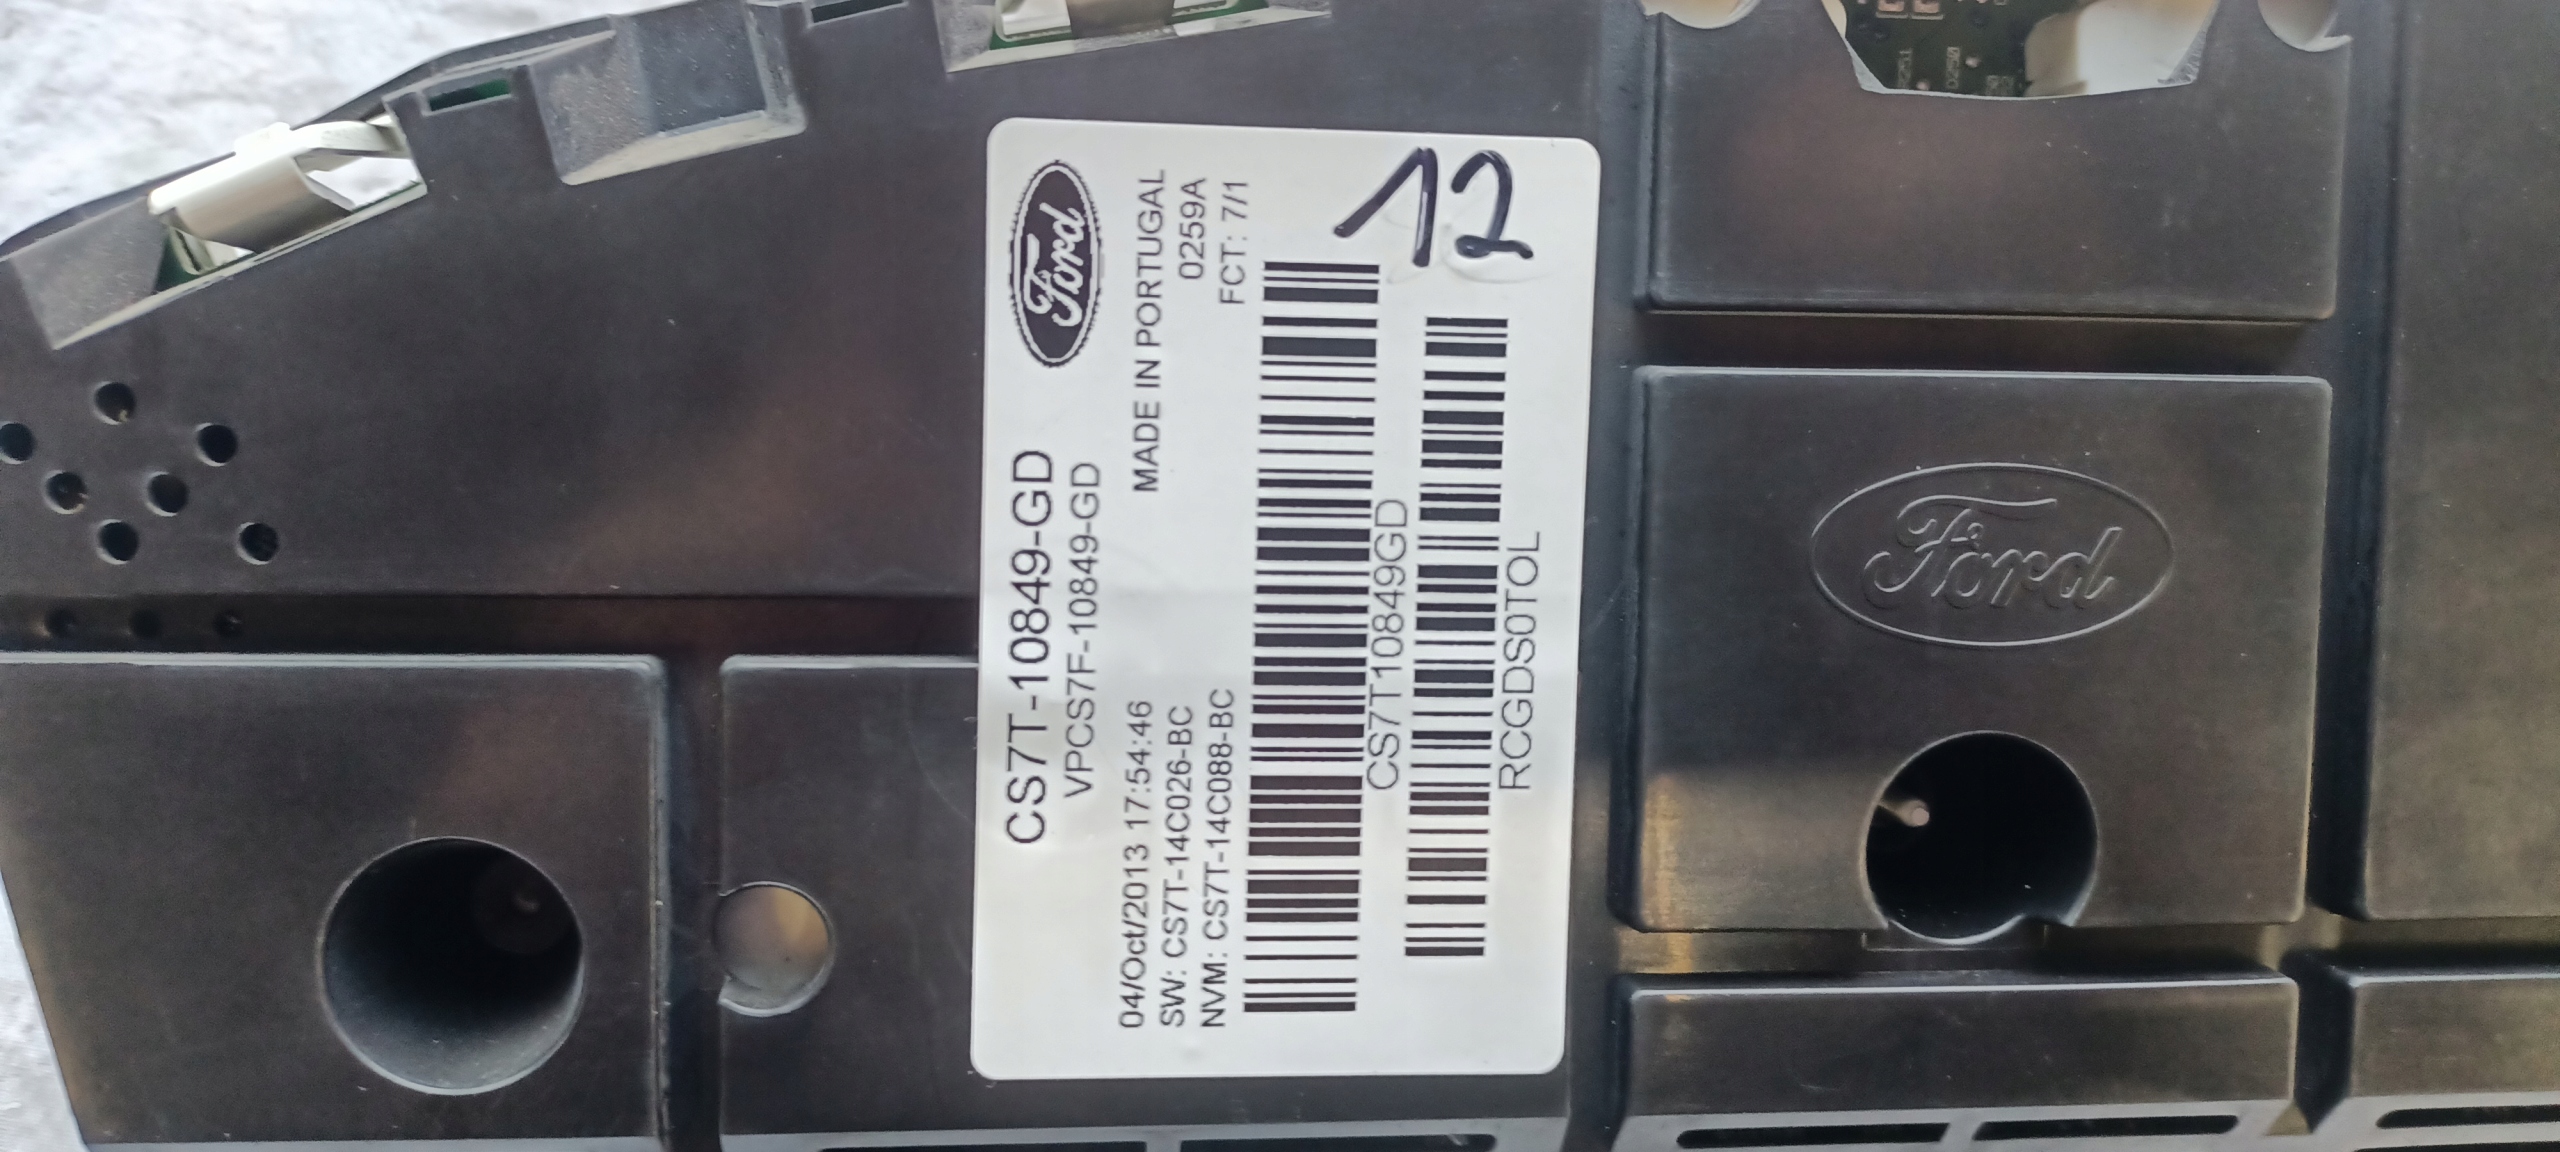 CS7T-10849-GD
Ford
VPCS7F-10849-GD
MADE IN PORTUGAL
04/Oct/2013 17:54:46
0259A
SW: CS7T-14C026-BC
FCT: 7/1
NVM: CS7T-14C088-BC
12
CS7T10849GD
RCGDS0TOL
Ford